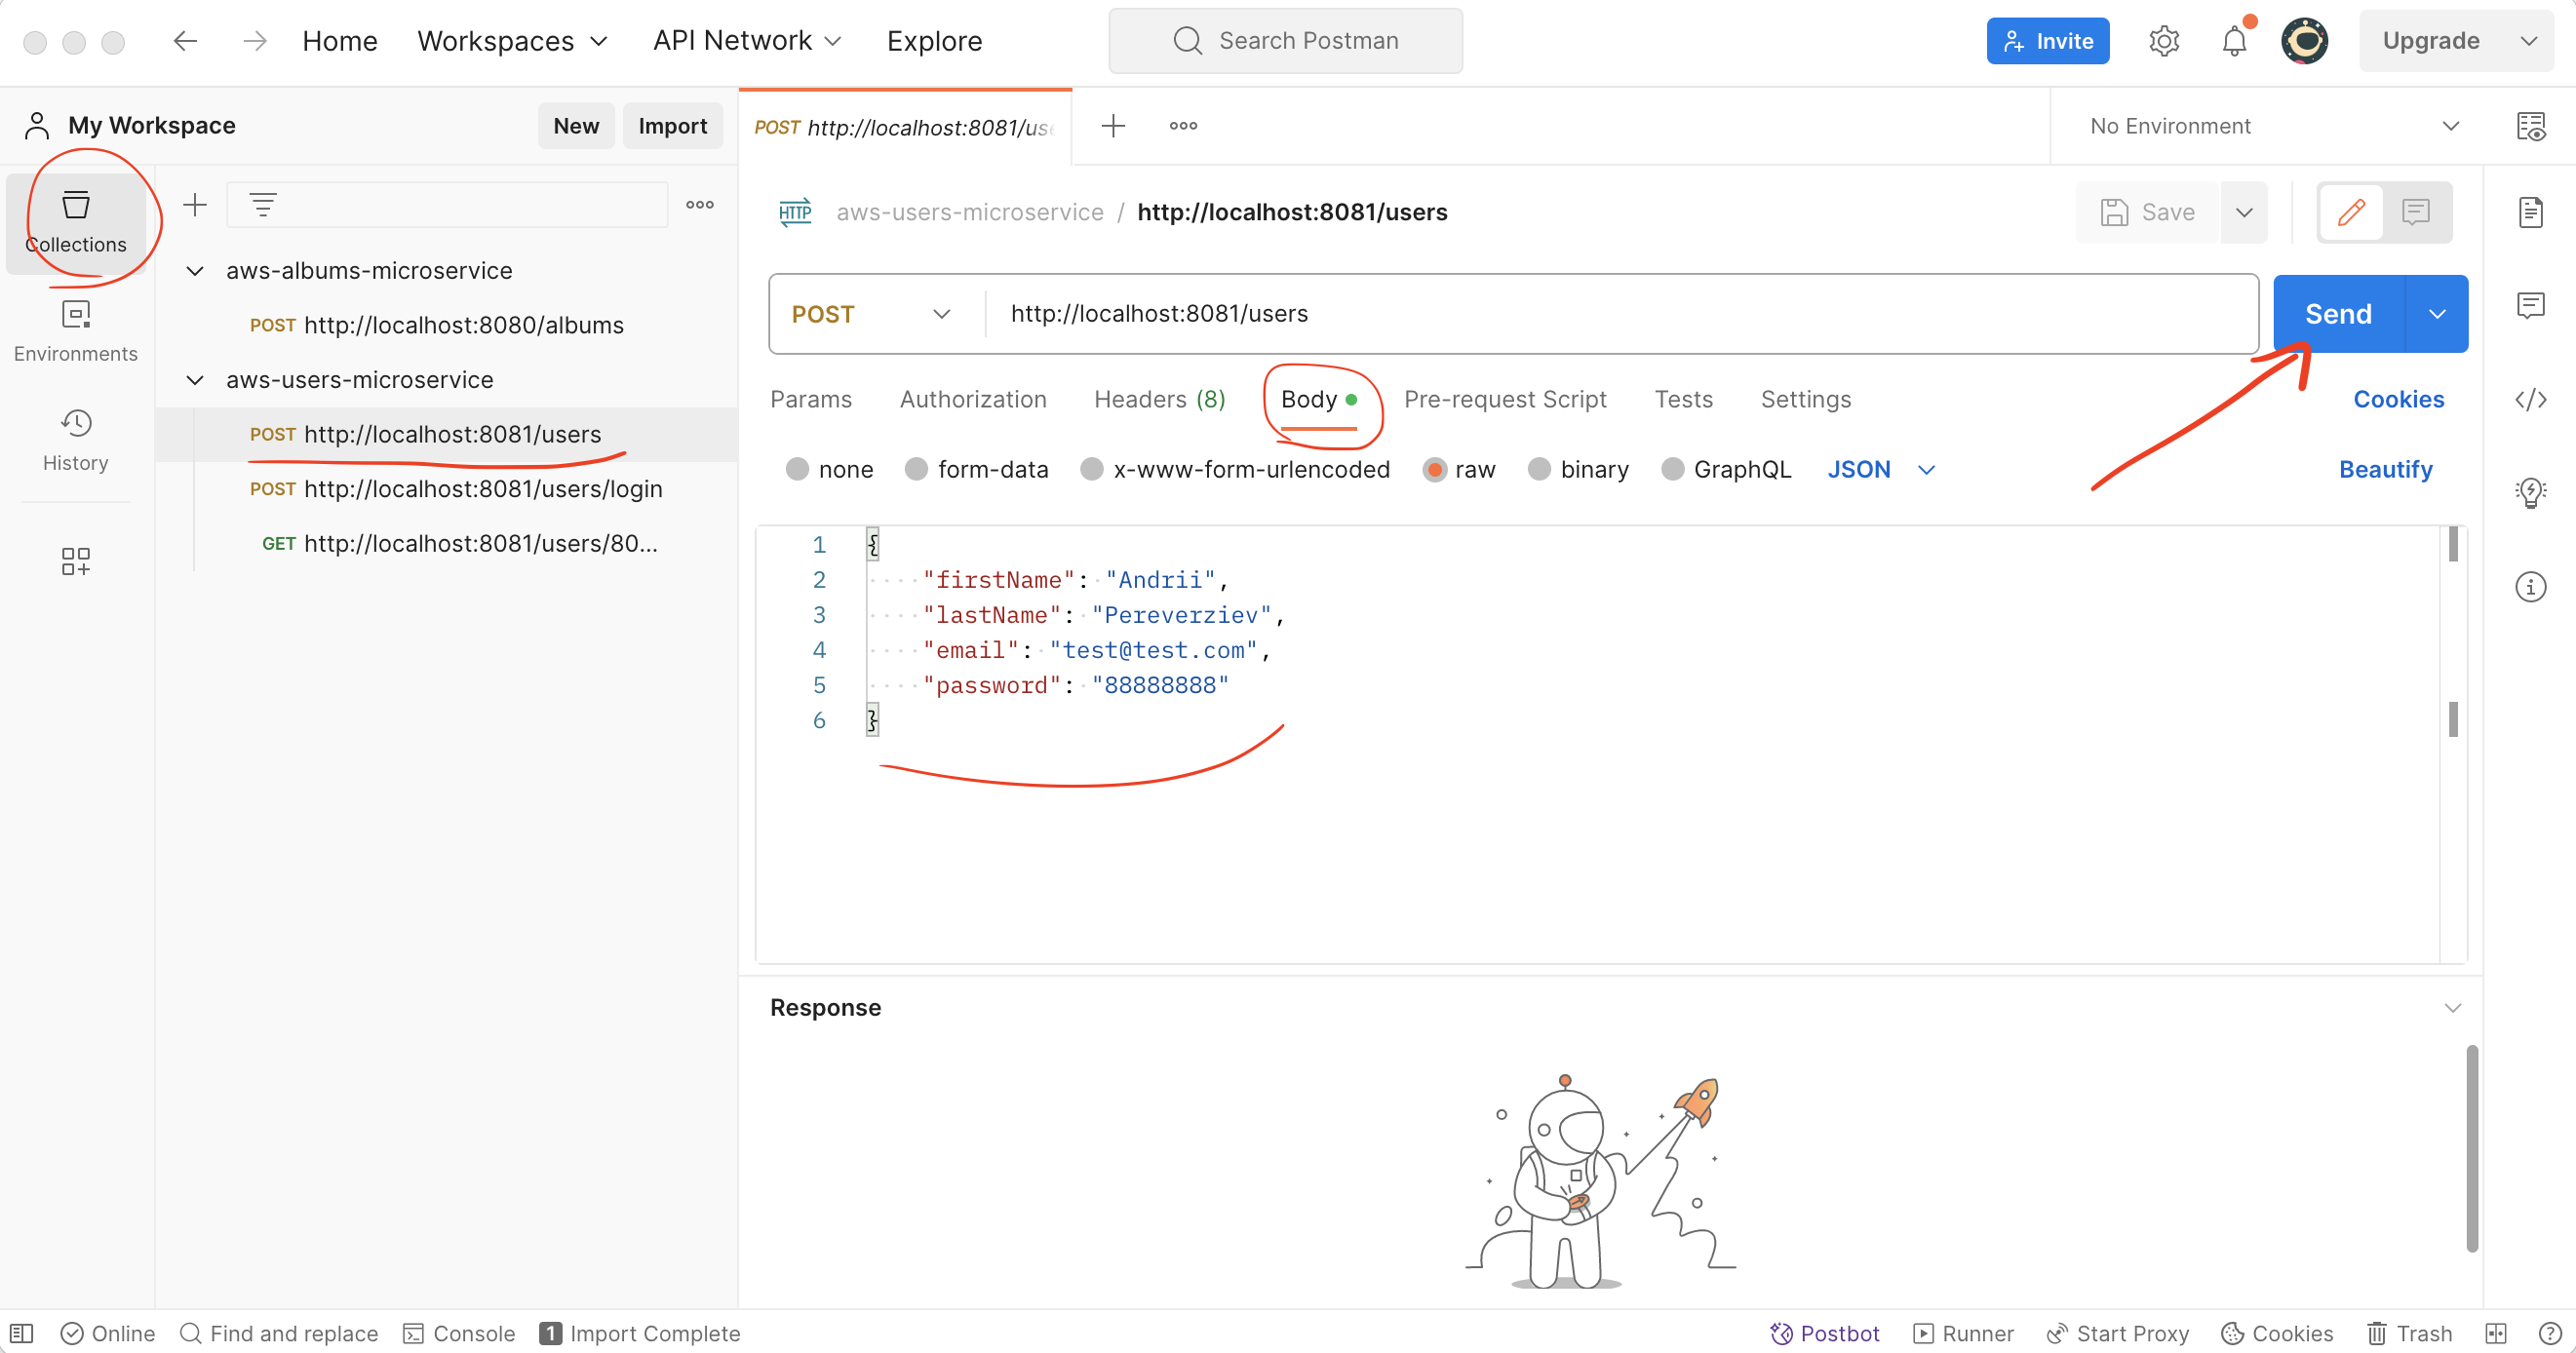 Home Workspaces API Network Explore Search Postman Invite Upgrade
My Workspace New Import
POST http://localhost:8081/us No Environment
Collections
Environments
History
aws-albums-microservice
POST http://localhost:8080/albums
aws-users-microservice
POST http://localhost:8081/users
POST http://localhost:8081/users/login
GET http://localhost:8081/users/80...
HTTP aws-users-microservice / http://localhost:8081/users Save
POST http://localhost:8081/users Send
Params Authorization Headers (8) Body Pre-request Script Tests Settings Cookies
none form-data x-www-form-urlencoded raw binary GraphQL JSON Beautify
1 {
2 "firstName": "Andrii",
3 "lastName": "Pereverziev",
4 "email": "test@test.com",
5 "password": "88888888"
6 }
Response
Online Find and replace Console 1 Import Complete Postbot Runner Start Proxy Cookies Trash